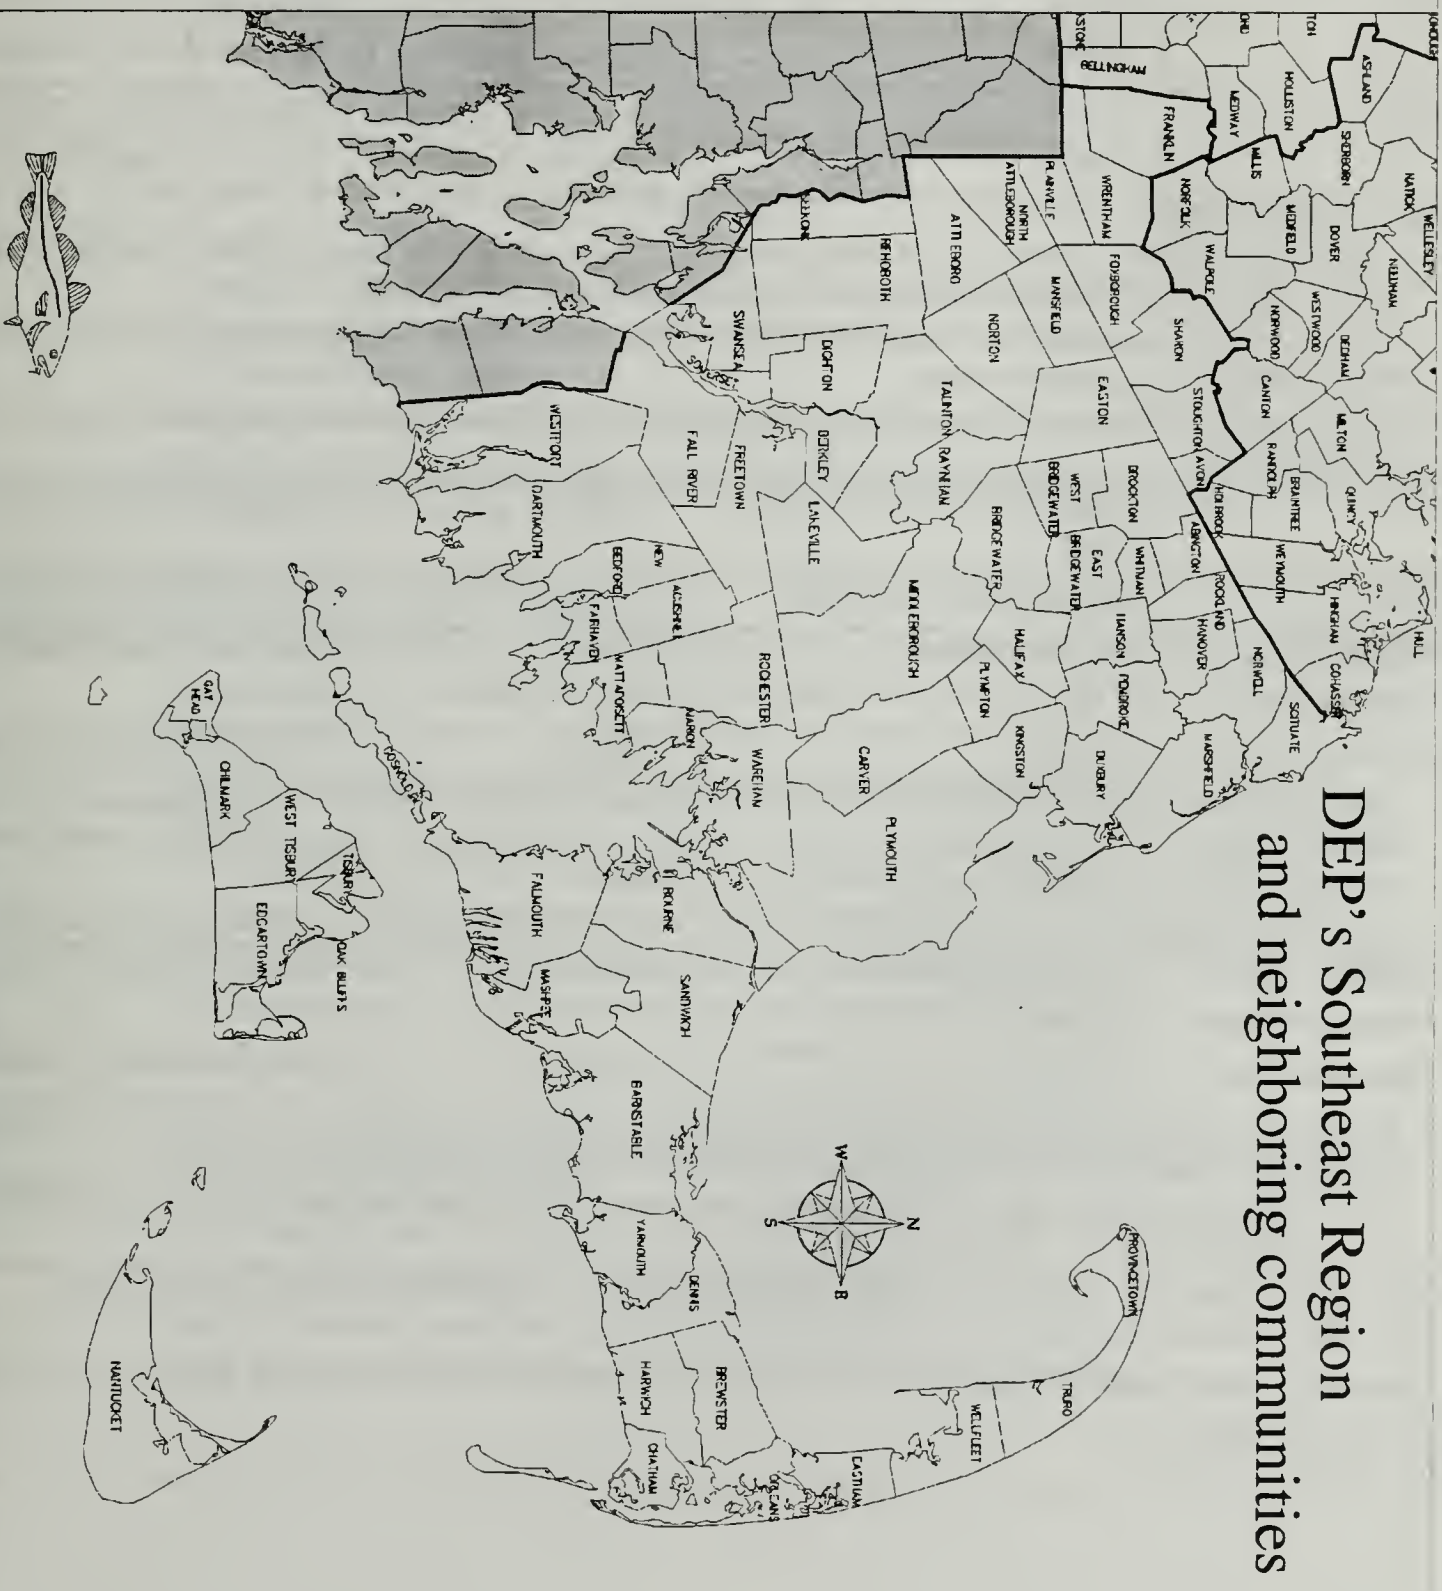 DEP's Southeast Region
and neighboring communities
ASHLAND
HOLLISTON
SHERBORN
NATICK
WELLESLEY
NEEDHAM
DOVER
MEDWAY
MILLIS
MEDFIELD
WESTWOOD
DEDHAM
NORWOOD
BELLINGHAM
FRANKLIN
NORFOLK
WALPOLE
CANTON
MILTON
QUINCY
RANDOLPH
BRAINTREE
WEYMOUTH
HINGHAM
HULL
HOLBROOK
PLAINVILLE
WRENTHAM
FOXBOROUGH
SHARON
STOUGHTON
AVON
NORTH
ATTLEBOROUGH
ATTLEBORO
MANSFIELD
NORTON
EASTON
BROCKTON
ABINGTON
ROCKLAND
WHITMAN
HANOVER
NORWELL
SCITUATE
COHASSET
WEST
BRIDGEWATER
EAST
BRIDGEWATER
HANSON
PEMBROKE
MARSHFIELD
REHOBOTH
TAUNTON
RAYNHAM
BRIDGEWATER
HALIFAX
PLYMPTON
KINGSTON
DUXBURY
SWANSEA
DIGHTON
BERKLEY
LAKEVILLE
MIDDLEBOROUGH
CARVER
PLYMOUTH
FALL RIVER
FREETOWN
ROCHESTER
WAREHAM
WESTPORT
DARTMOUTH
NEW
BEDFORD
ACUSHNET
FAIRHAVEN
MATTAPOISETT
MARION
BOURNE
SANDWICH
FALMOUTH
MASHPEE
BARNSTABLE
YARMOUTH
DENNIS
HARWICH
BREWSTER
CHATHAM
ORLEANS
EASTHAM
WELLFLEET
TRURO
PROVINCETOWN
N
W
E
S
GOSNOLD
GAY
HEAD
CHILMARK
WEST TISBURY
TISBURY
OAK BLUFFS
EDGARTOWN
NANTUCKET